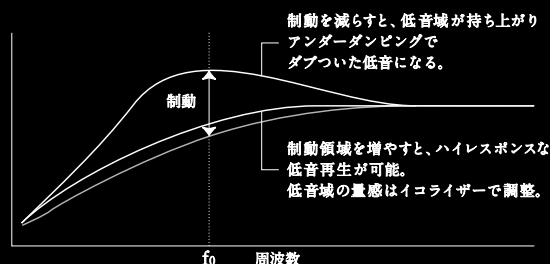 制動を減らすと、低音域が持ち上がり
アンダーダンピングで
ダブついた低音になる。
制動
制動領域を増やすと、ハイレスポンスな
低音再生が可能。
低音域の量感はイコライザーで調整。
f₀
周波数